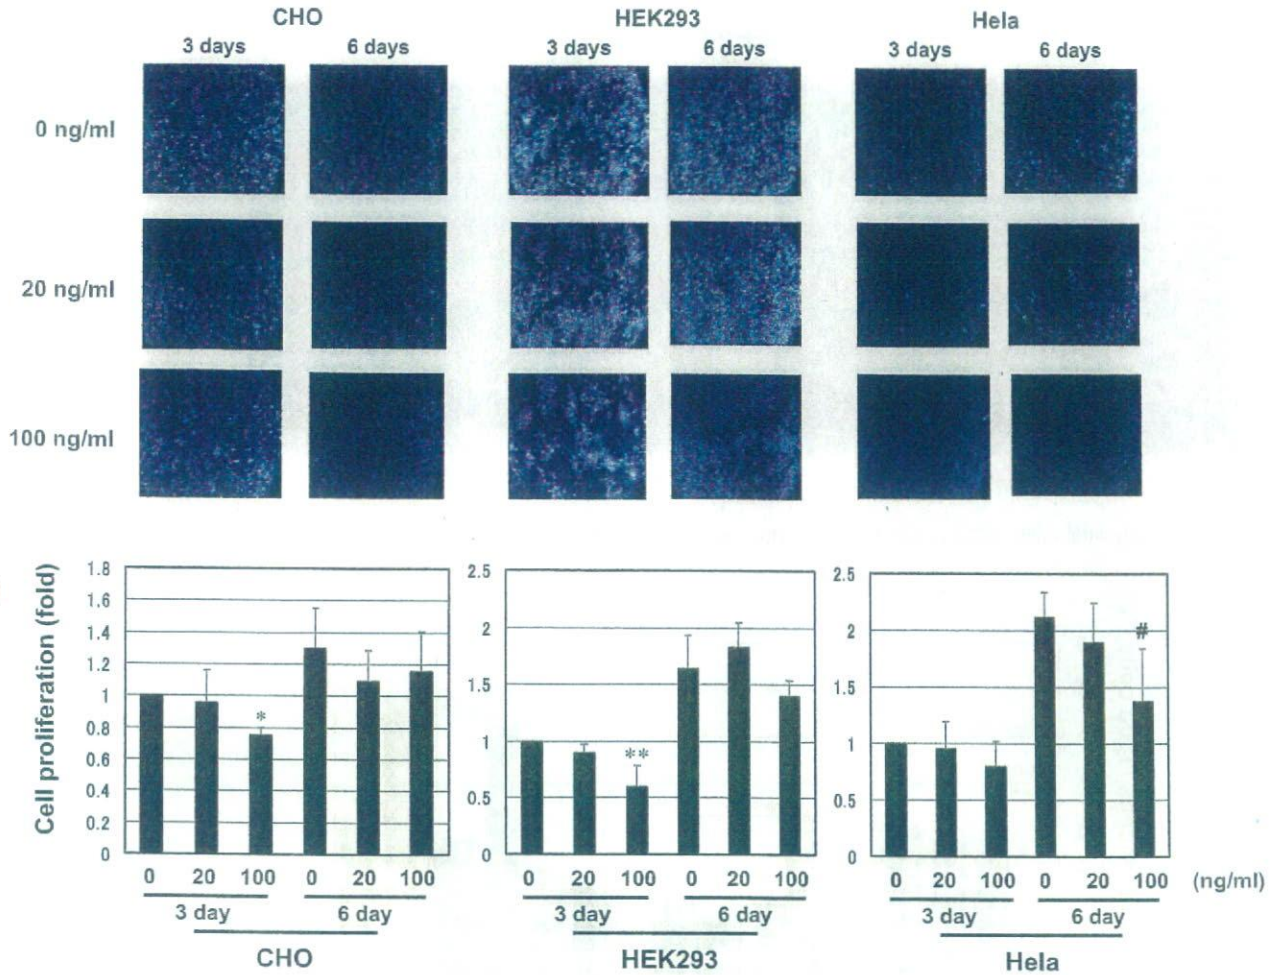 CHO HEK293 Hela
3 days 6 days 3 days 6 days 3 days 6 days
0 ng/ml
20 ng/ml
100 ng/ml
Cell proliferation (fold)
1.8
1.6
1.4
1.2
1
0.8
0.6
0.4
0.2
0
*
0 20 100 0 20 100
3 day 6 day
CHO
2.5
2
1.5
1
0.5
0
**
0 20 100 0 20 100
3 day 6 day
HEK293
2.5
2
1.5
1
0.5
0
#
0 20 100 0 20 100 (ng/ml)
3 day 6 day
Hela